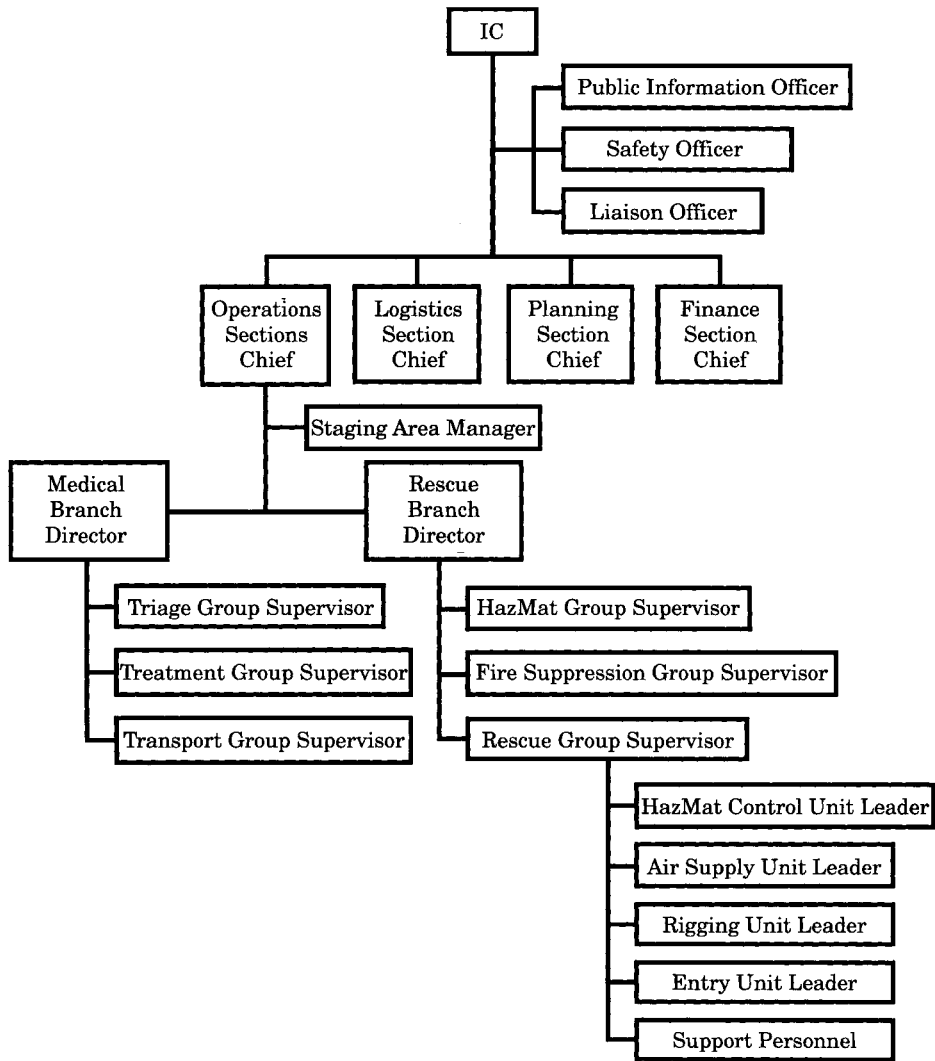 IC
Public Information Officer
Safety Officer
Liaison Officer
Operations
Sections
Chief
Logistics
Section
Chief
Planning
Section
Chief
Finance
Section
Chief
Staging Area Manager
Medical
Branch
Director
Rescue
Branch
Director
Triage Group Supervisor
Treatment Group Supervisor
Transport Group Supervisor
HazMat Group Supervisor
Fire Suppression Group Supervisor
Rescue Group Supervisor
HazMat Control Unit Leader
Air Supply Unit Leader
Rigging Unit Leader
Entry Unit Leader
Support Personnel